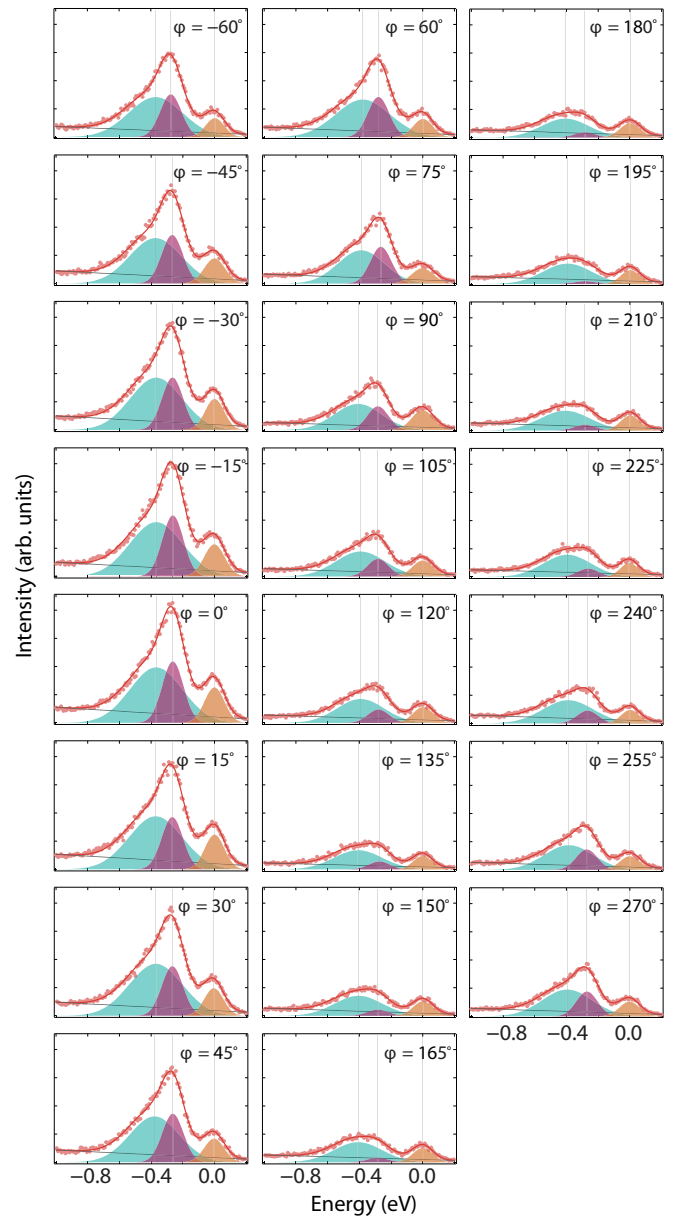 φ = −60°
φ = 60°
φ = 180°
φ = −45°
φ = 75°
φ = 195°
φ = −30°
φ = 90°
φ = 210°
φ = −15°
φ = 105°
φ = 225°
φ = 0°
φ = 120°
φ = 240°
φ = 15°
φ = 135°
φ = 255°
φ = 30°
φ = 150°
φ = 270°
φ = 45°
φ = 165°
−0.8 −0.4 0.0
−0.8 −0.4 0.0
−0.8 −0.4 0.0
Energy (eV)
Intensity (arb. units)